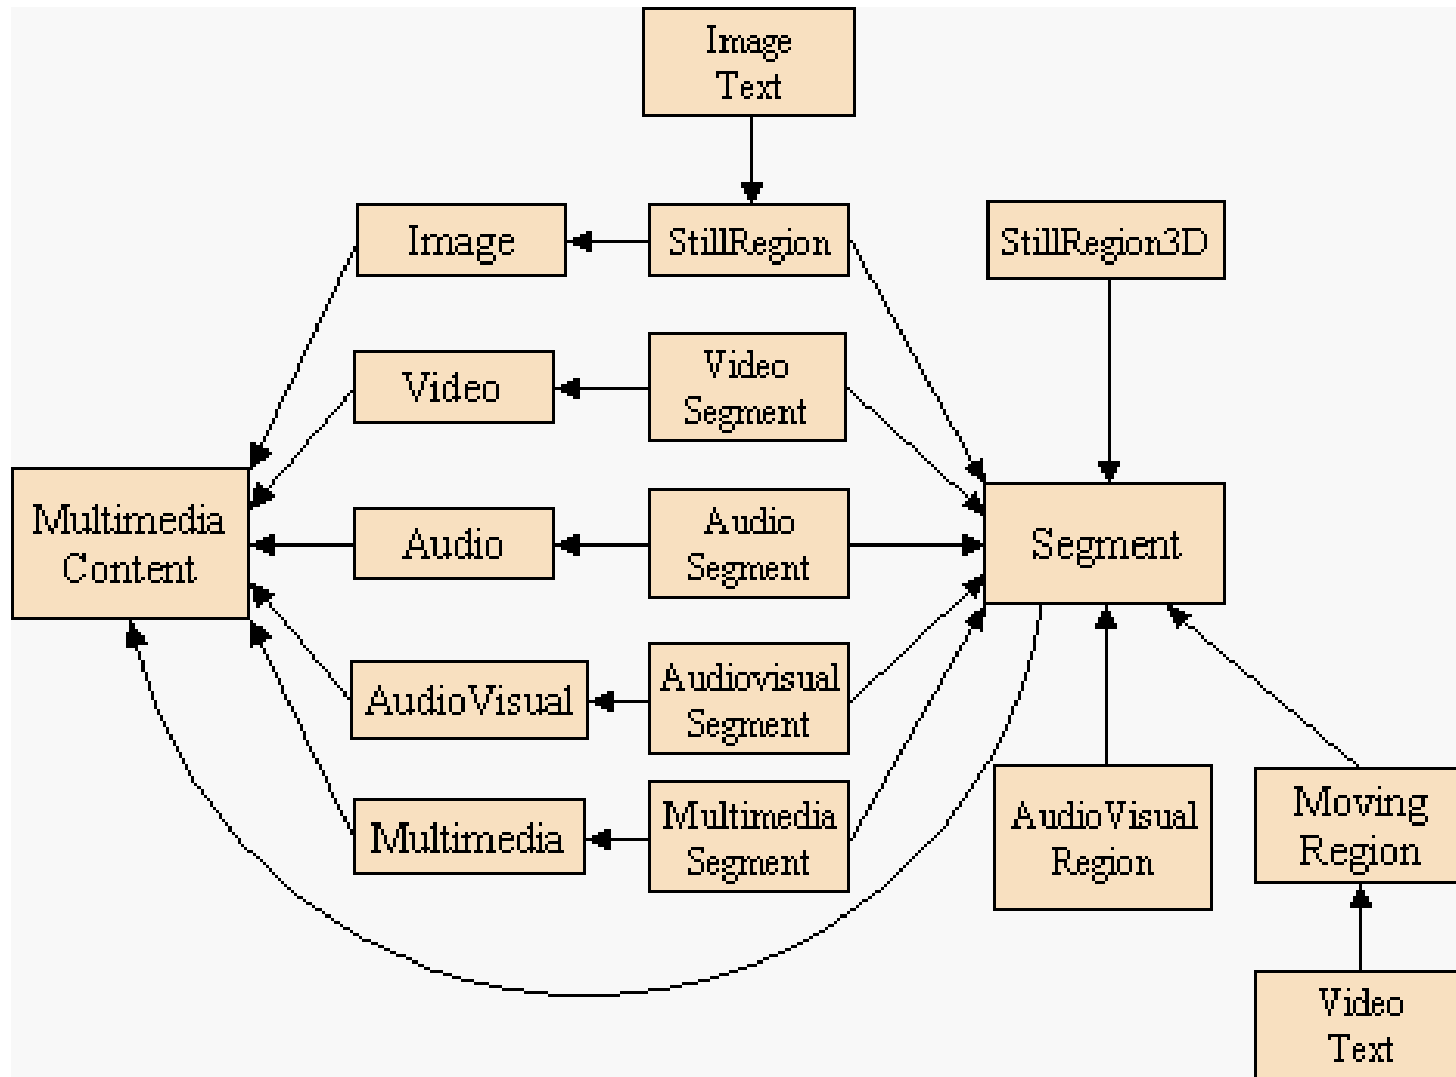 Image
Text
Image
StillRegion
StillRegion3D
Video
Video
Segment
Multimedia
Content
Audio
Audio
Segment
Segment
AudioVisual
Audiovisual
Segment
Multimedia
Multimedia
Segment
AudioVisual
Region
Moving
Region
Video
Text